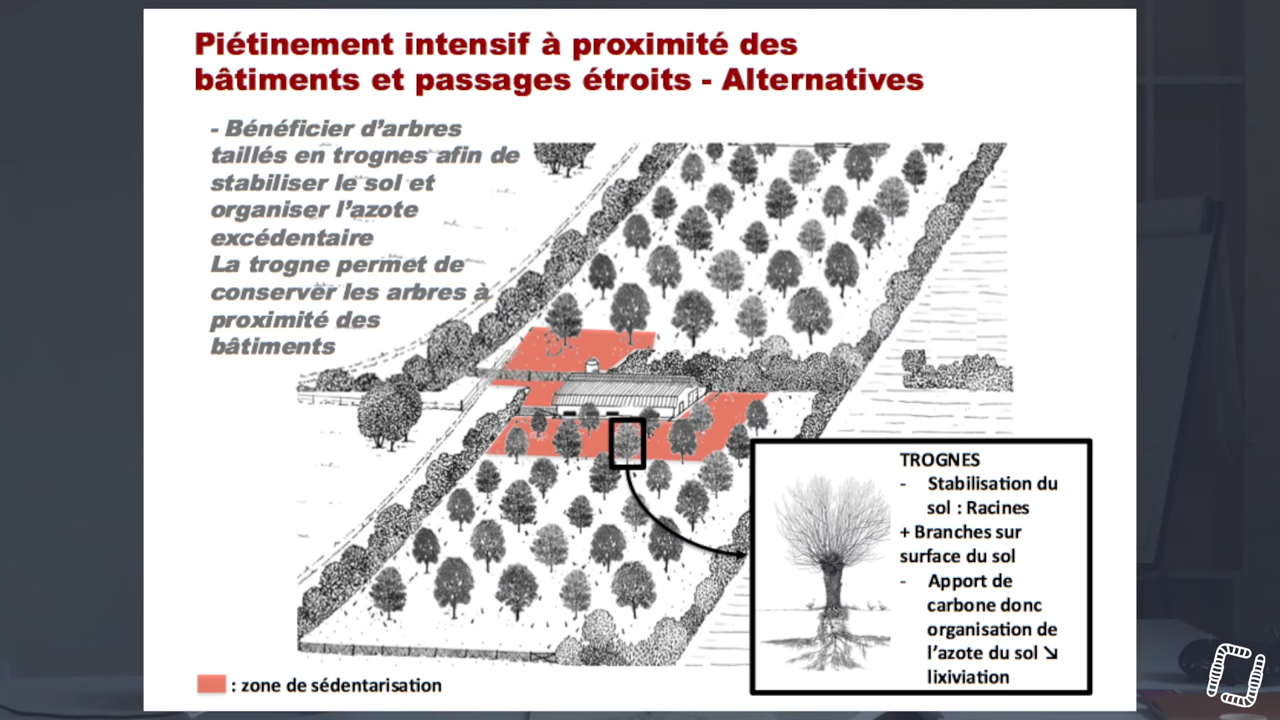 Piétinement intensif à proximité des
bâtiments et passages étroits - Alternatives
- Bénéficier d’arbres
taillés en trognes afin de
stabiliser le sol et
organiser l’azote
excédentaire
La trogne permet de
conserver les arbres à
proximité des
bâtiments
TROGNES
- Stabilisation du
sol : Racines
+ Branches sur
surface du sol
- Apport de
carbone donc
organisation de
l’azote du sol ↘
lixiviation
: zone de sédentarisation